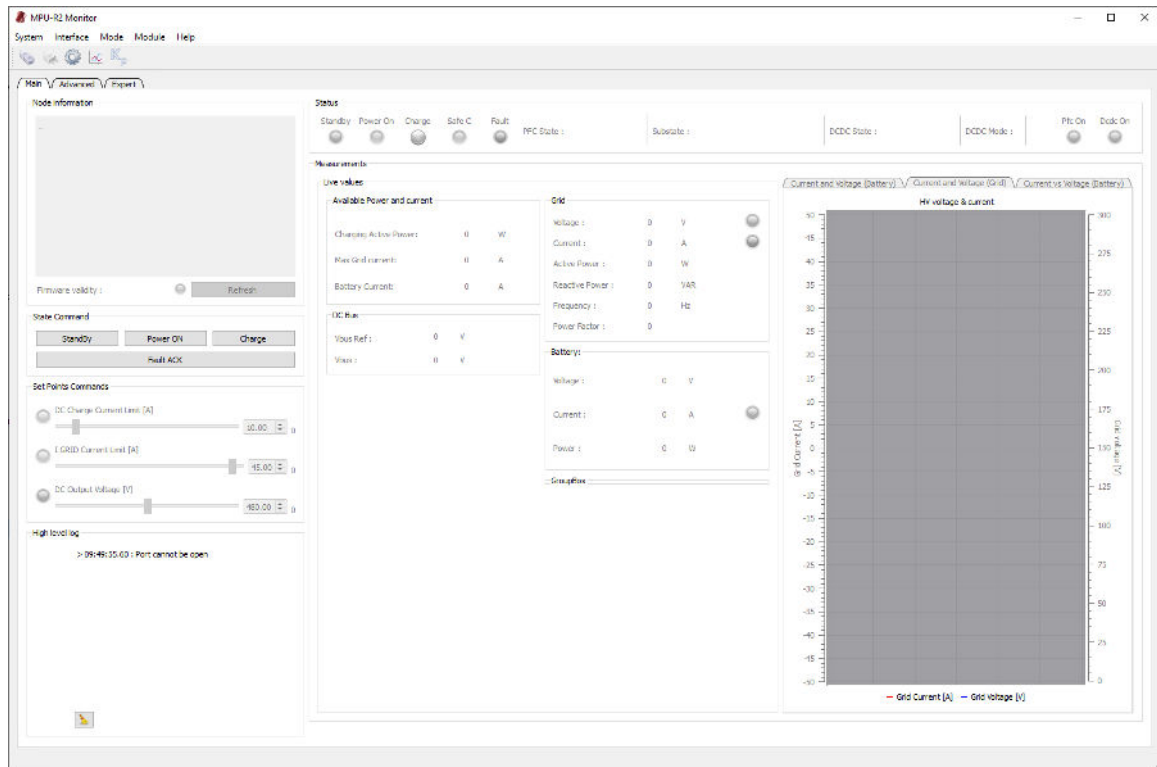 MPU-R2 Monitor
System Interface Mode Module Help
Main Advanced Expert
Node information
...
Firmware validity :
Refresh
State Command
StandBy Power ON Charge
Fault ACK
Set Points Commands
DC Charge Current Limit [A]
10.00 0
I GRID Current Limit [A]
45.00 0
DC Output Voltage [V]
480.00 0
High level log
> 09:49:55.00 : Port cannot be open
Status
Standby Power On Charge Safe C Fault
PFC State : Substate : DCDC State : DCDC Mode :
Pfc On Dcdc On
Measurements
Live values
Available Power and current
Charging Active Power: 0 W
Max Grid current: 0 A
Battery Current: 0 A
DC Bus
Vbus Ref : 0 V
Vbus : 0 V
Grid
Voltage : 0 V
Current : 0 A
Active Power : 0 W
Reactive Power : 0 VAR
Frequency : 0 Hz
Power Factor : 0
Battery:
Voltage : 0 V
Current : 0 A
Power : 0 W
GroupBox
Current and Voltage (Battery) Current and Voltage (Grid) Current vs Voltage (Battery)
HV voltage & current
50
45
40
35
30
25
20
15
10
5
0
-5
-10
-15
-20
-25
-30
-35
-40
-45
-50
Grid Current [A]
300
275
250
225
200
175
150
125
100
75
50
25
0
Grid Voltage [V]
Grid Current [A] Grid Voltage [V]